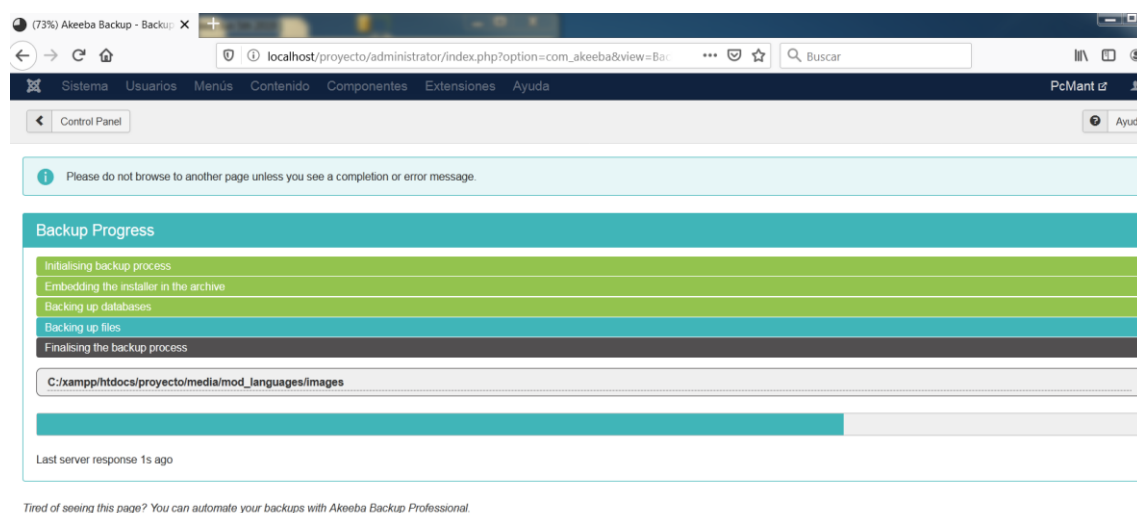 (73%) Akeeba Backup - Backup
localhost/proyecto/administrator/index.php?option=com_akeeba&view=Bac
Buscar
Sistema Usuarios Menús Contenido Componentes Extensiones Ayuda PcMant
Control Panel Ayud
Please do not browse to another page unless you see a completion or error message.
Backup Progress
Initialising backup process
Embedding the installer in the archive
Backing up databases
Backing up files
Finalising the backup process
C:/xampp/htdocs/proyecto/media/mod_languages/images
Last server response 1s ago
Tired of seeing this page? You can automate your backups with Akeeba Backup Professional.